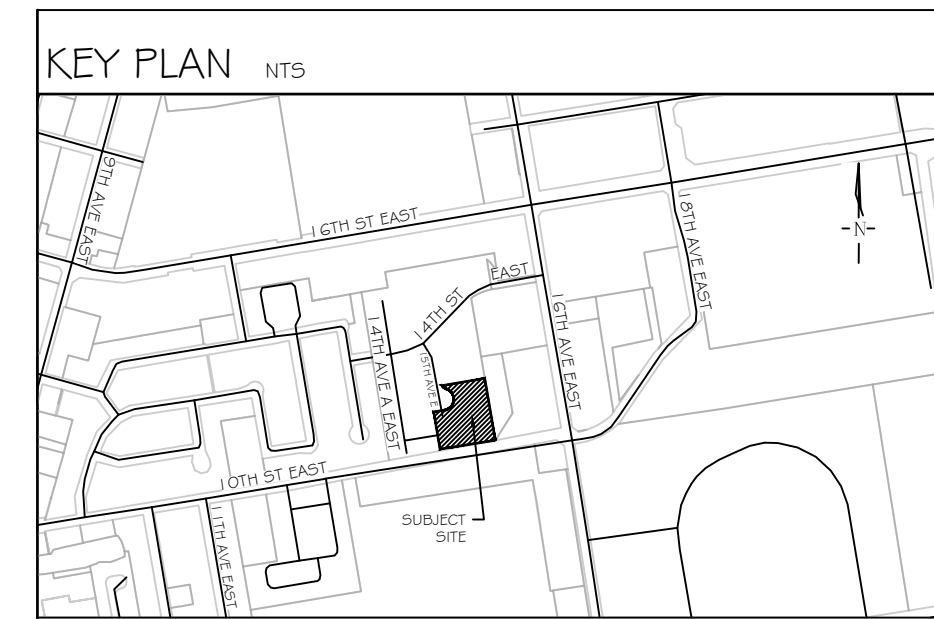 KEY PLAN NTS
9TH AVE EAST
16TH ST EAST
18TH AVE EAST
N
14TH ST EAST
16TH AVE EAST
14TH AVE A EAST
15TH AVE E
10TH ST EAST
11TH AVE EAST
SUBJECT
SITE